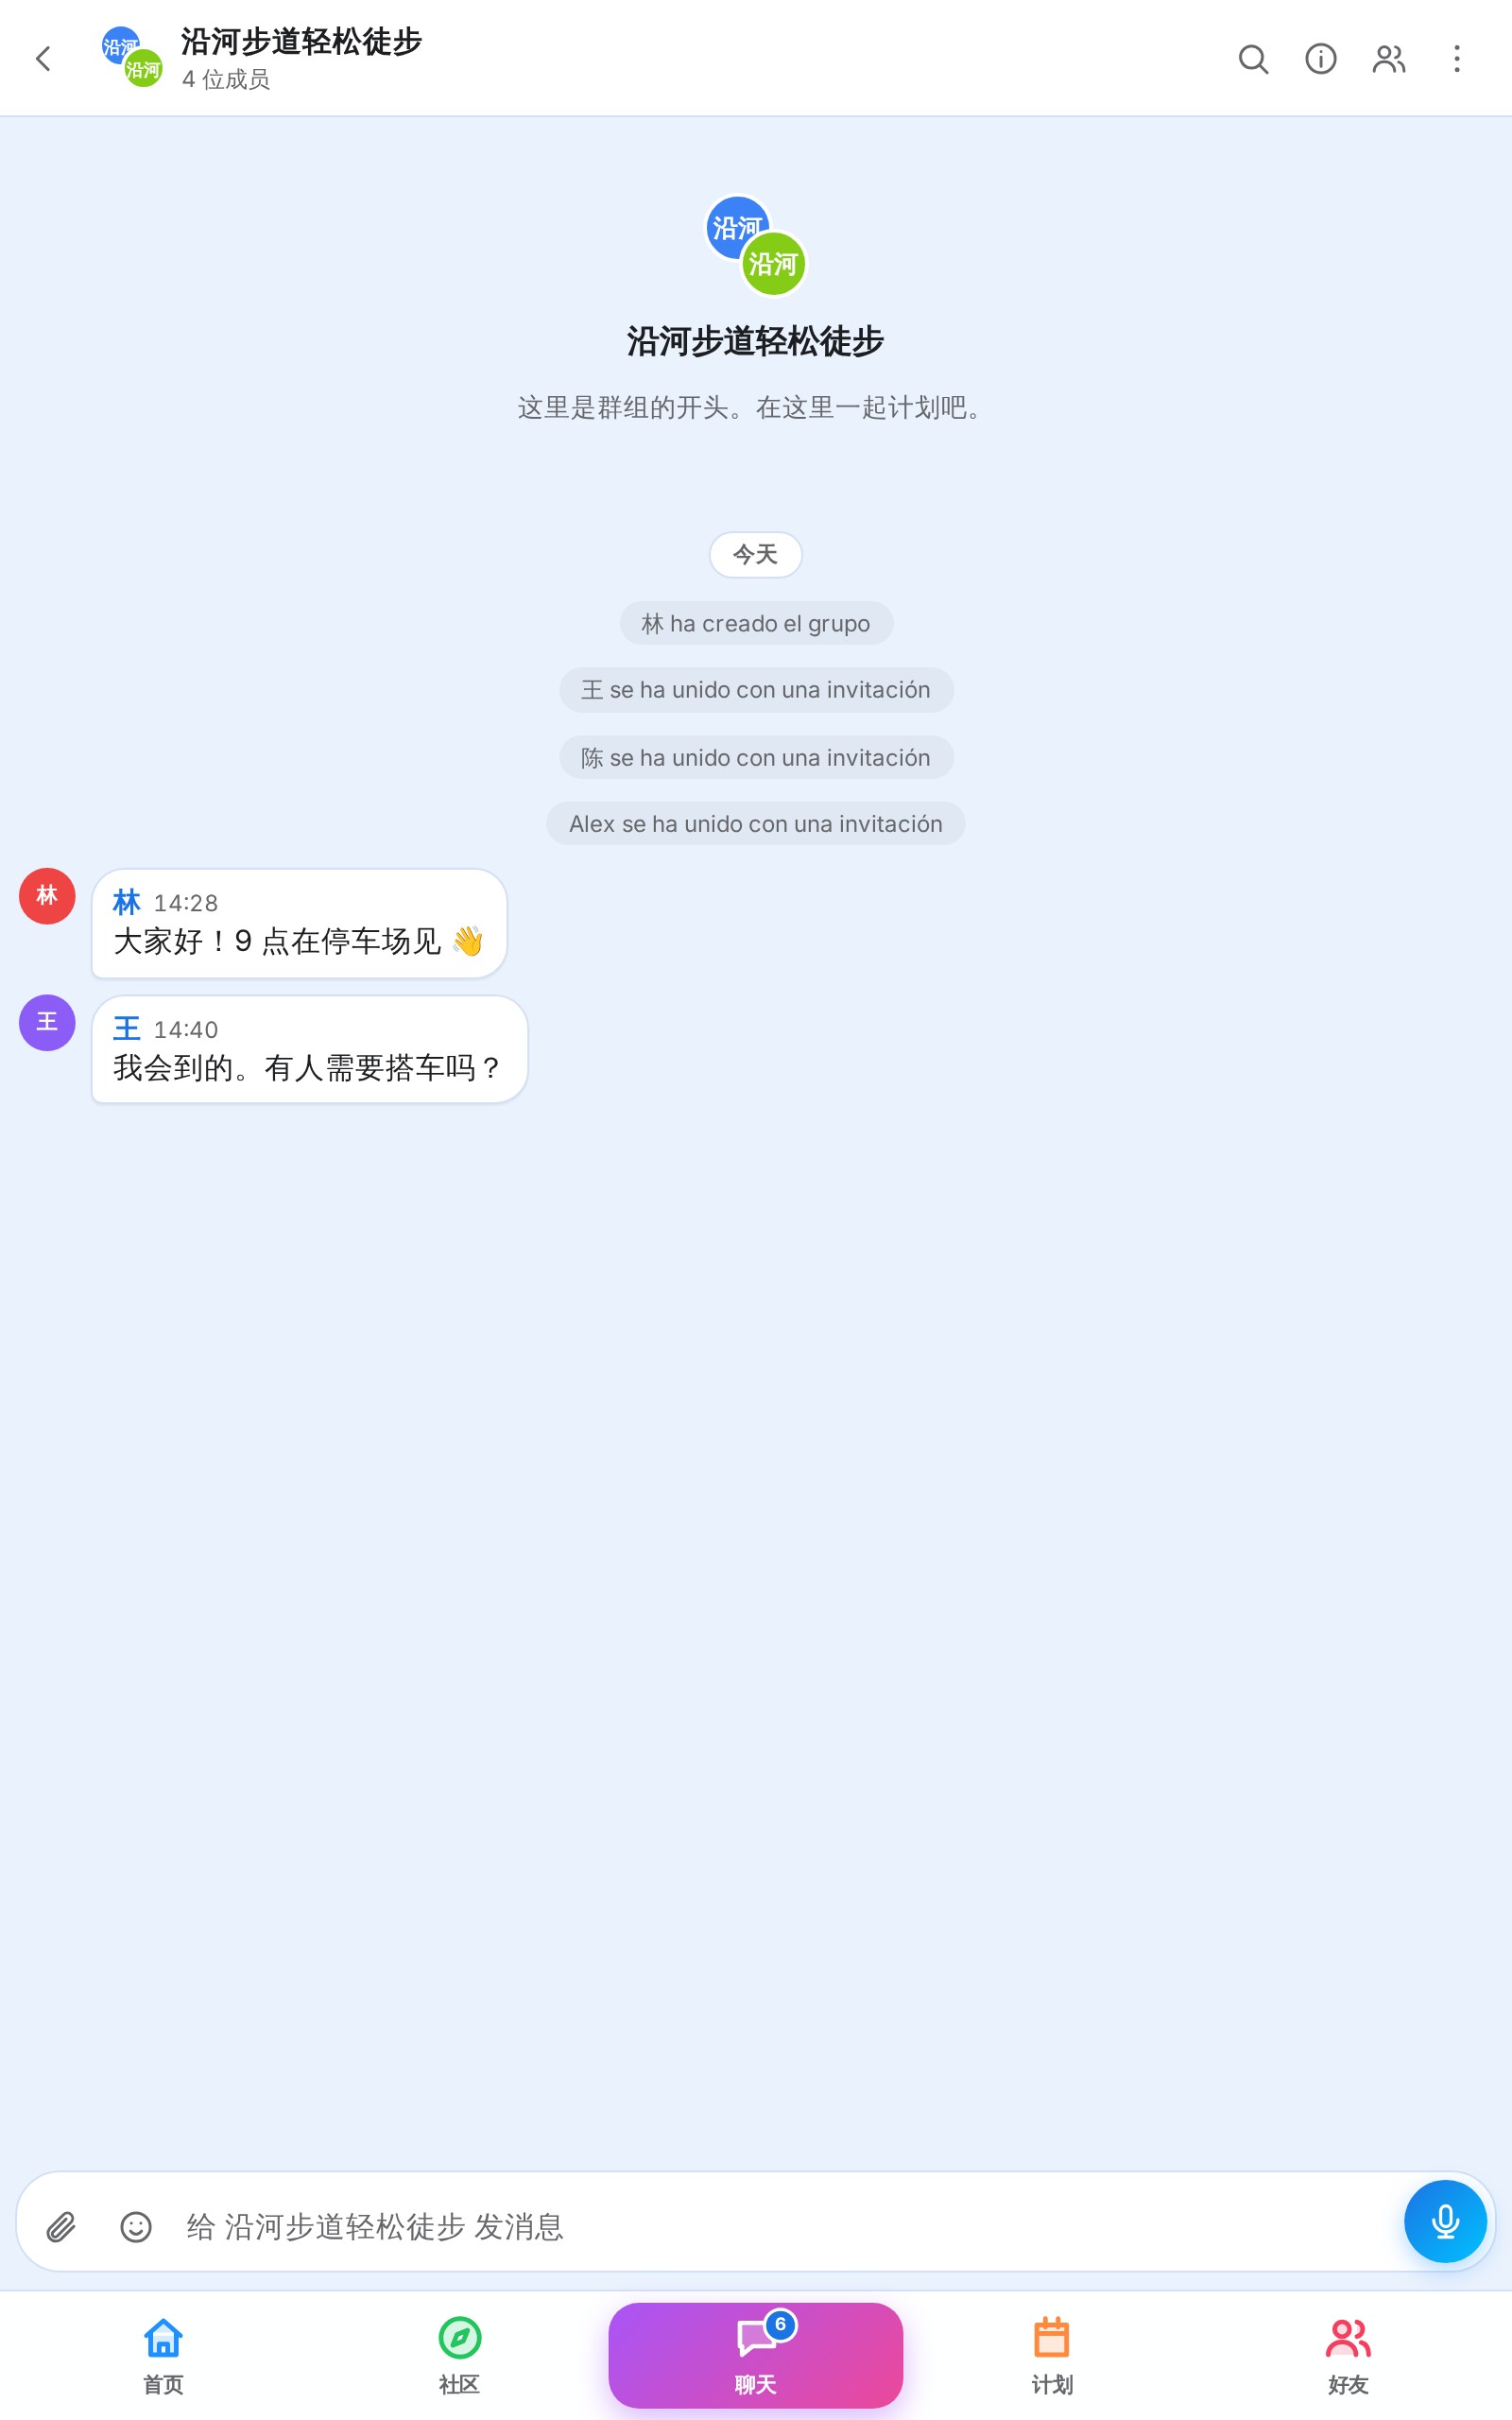 沿河
沿河
沿河步道轻松徒步
4 位成员
沿河
沿河
沿河步道轻松徒步
这里是群组的开头。在这里一起计划吧。
今天
林 ha creado el grupo
王 se ha unido con una invitación
陈 se ha unido con una invitación
Alex se ha unido con una invitación
林
林 14:28
大家好！9 点在停车场见 👋
王
王 14:40
我会到的。有人需要搭车吗？
给 沿河步道轻松徒步 发消息
6
首页
社区
聊天
计划
好友